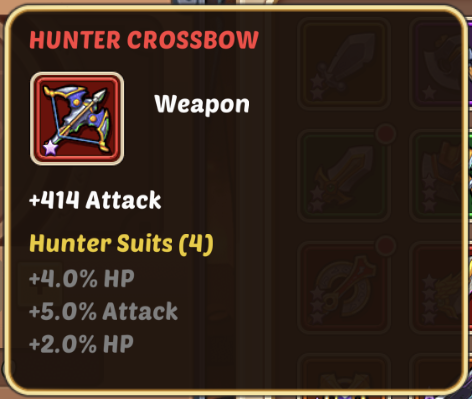 HUNTER CROSSBOW
Weapon
+414 Attack
Hunter Suits (4)
+4.0% HP
+5.0% Attack
+2.0% HP